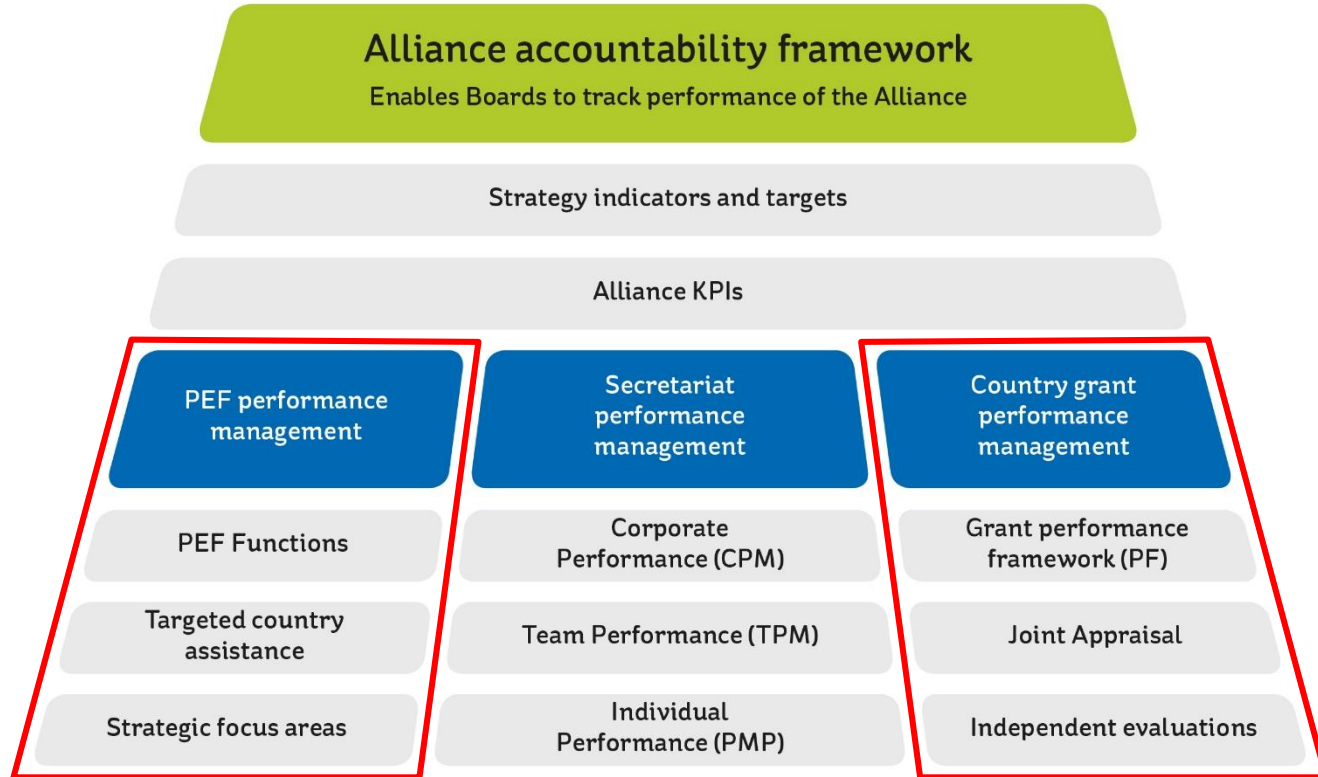 Alliance accountability framework
Enables Boards to track performance of the Alliance
Strategy indicators and targets
Alliance KPIs
PEF performance
management
Secretariat
performance
management
Country grant
performance
management
PEF Functions
Corporate
Performance (CPM)
Grant performance
framework (PF)
Targeted country
assistance
Team Performance (TPM)
Joint Appraisal
Strategic focus areas
Individual
Performance (PMP)
Independent evaluations